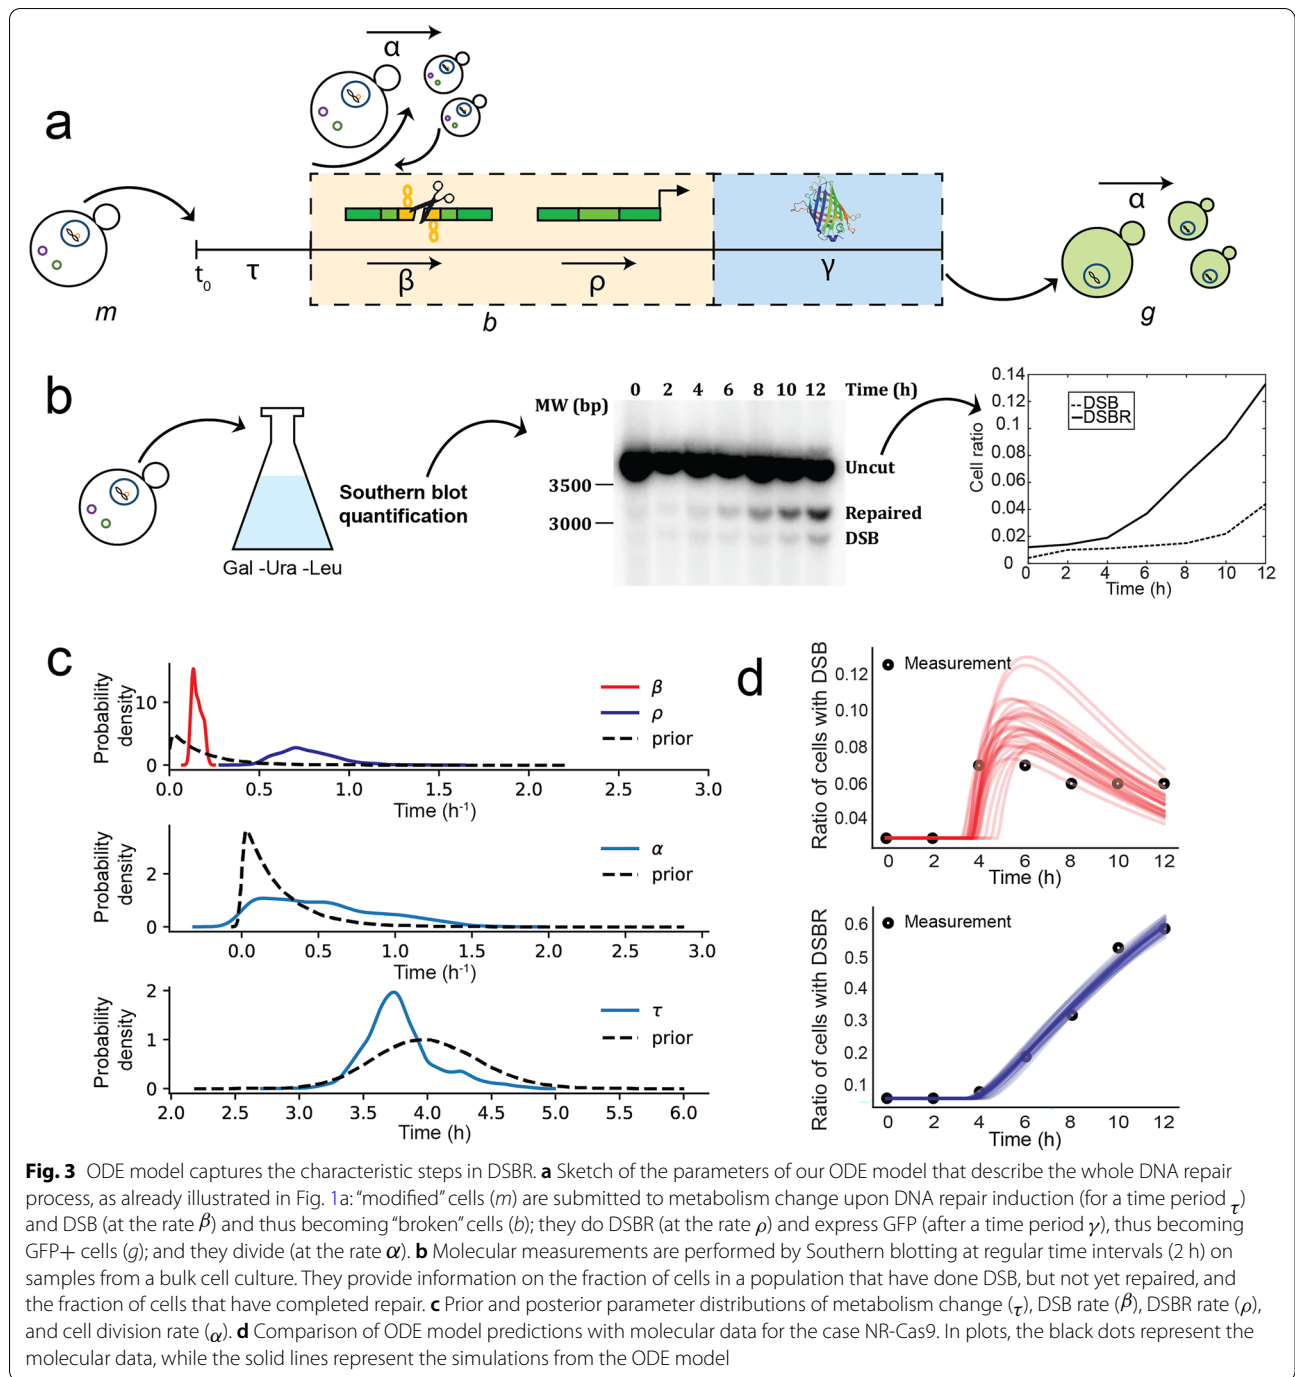 a
α
α
t0
τ
β
ρ
γ
m
b
g
b
Gal -Ura -Leu
Southern blot
quantification
MW (bp)
0 2 4 6 8 10 12 Time (h)
3500
3000
Uncut
Repaired
DSB
Cell ratio
0.14
0.12
0.1
0.08
0.06
0.04
0.02
0
DSB
DSBR
0 2 4 6 8 10 12
Time (h)
c
Probability
density
10
0
β
ρ
prior
0.0 0.5 1.0 1.5 2.0 2.5 3.0
Time (h-1)
Probability
density
2
0
α
prior
0.0 0.5 1.0 1.5 2.0 2.5 3.0
Time (h-1)
Probability
density
2
1
0
τ
prior
2.0 2.5 3.0 3.5 4.0 4.5 5.0 5.5 6.0
Time (h)
d
Ratio of cells with DSB
0.12
0.10
0.08
0.06
0.04
Measurement
0 2 4 6 8 10 12
Time (h)
Ratio of cells with DSBR
0.6
0.5
0.4
0.3
0.2
0.1
Measurement
0 2 4 6 8 10 12
Time (h)
Fig. 3 ODE model captures the characteristic steps in DSBR. a Sketch of the parameters of our ODE model that describe the whole DNA repair
process, as already illustrated in Fig. 1a: “modified” cells (m) are submitted to metabolism change upon DNA repair induction (for a time period τ)
and DSB (at the rate β) and thus becoming “broken” cells (b); they do DSBR (at the rate ρ) and express GFP (after a time period γ), thus becoming
GFP+ cells (g); and they divide (at the rate α). b Molecular measurements are performed by Southern blotting at regular time intervals (2 h) on
samples from a bulk cell culture. They provide information on the fraction of cells in a population that have done DSB, but not yet repaired, and
the fraction of cells that have completed repair. c Prior and posterior parameter distributions of metabolism change (τ), DSB rate (β), DSBR rate (ρ),
and cell division rate (α). d Comparison of ODE model predictions with molecular data for the case NR-Cas9. In plots, the black dots represent the
molecular data, while the solid lines represent the simulations from the ODE model